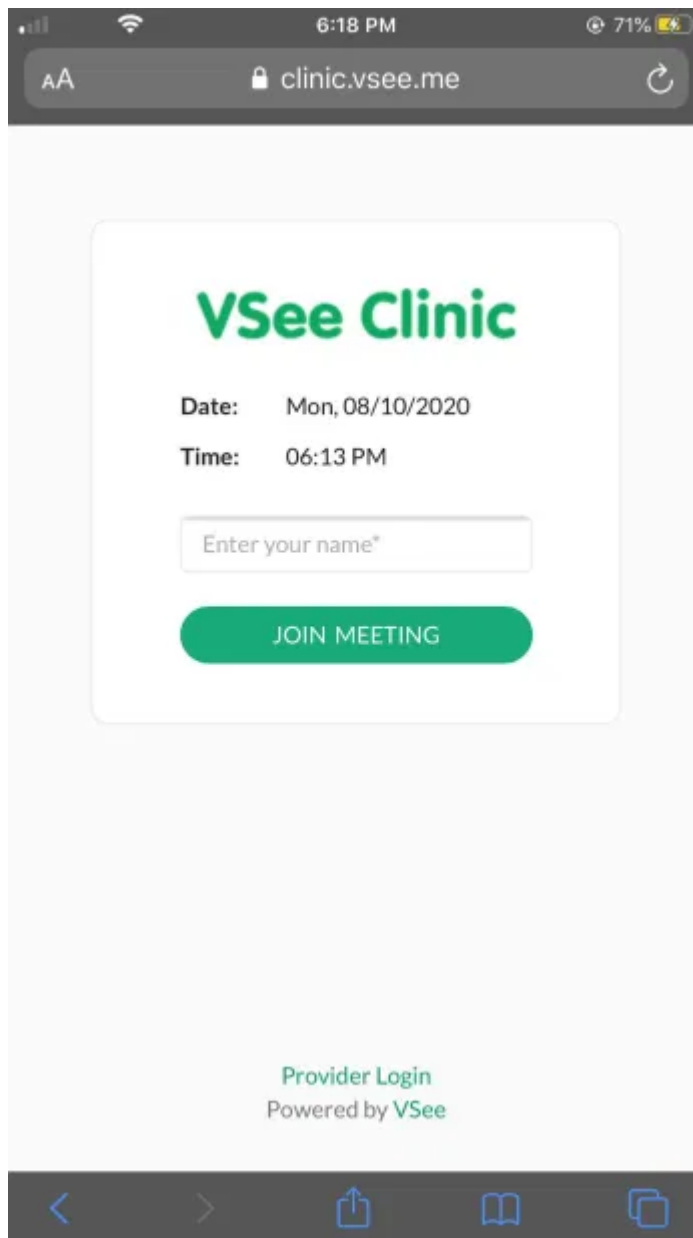 6:18 PM 71%
AA clinic.vsee.me
VSee Clinic
Date: Mon, 08/10/2020
Time: 06:13 PM
Enter your name*
JOIN MEETING
Provider Login
Powered by VSee